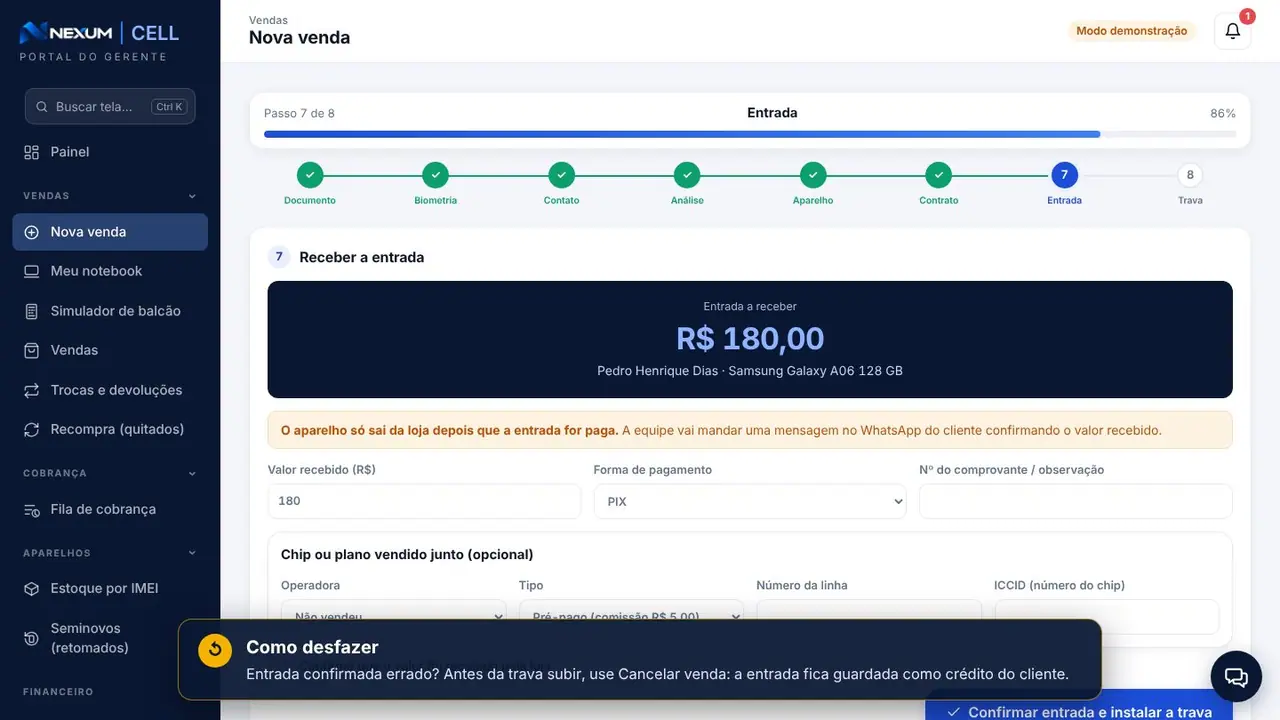 NEXUM | CELL
PORTAL DO GERENTE
Buscar tela... Ctrl K
Painel
VENDAS
Nova venda
Meu notebook
Simulador de balcão
Vendas
Trocas e devoluções
Recompra (quitados)
COBRANÇA
Fila de cobrança
APARELHOS
Estoque por IMEI
Seminovos
(retomados)
FINANCEIRO
Vendas
Nova venda
Modo demonstração
1
Passo 7 de 8
Entrada
86%
7
8
Documento
Biometria
Contato
Análise
Aparelho
Contrato
Entrada
Trava
7 Receber a entrada
Entrada a receber
R$ 180,00
Pedro Henrique Dias · Samsung Galaxy A06 128 GB
O aparelho só sai da loja depois que a entrada for paga. A equipe vai mandar uma mensagem no WhatsApp do cliente confirmando o valor recebido.
Valor recebido (R$)
180
Forma de pagamento
PIX
Nº do comprovante / observação
Chip ou plano vendido junto (opcional)
Operadora
Não vendeu
Tipo
Pré-pago (comissão R$ 5,00)
Número da linha
ICCID (número do chip)
Como desfazer
Entrada confirmada errado? Antes da trava subir, use Cancelar venda: a entrada fica guardada como crédito do cliente.
Confirmar entrada e instalar a trava